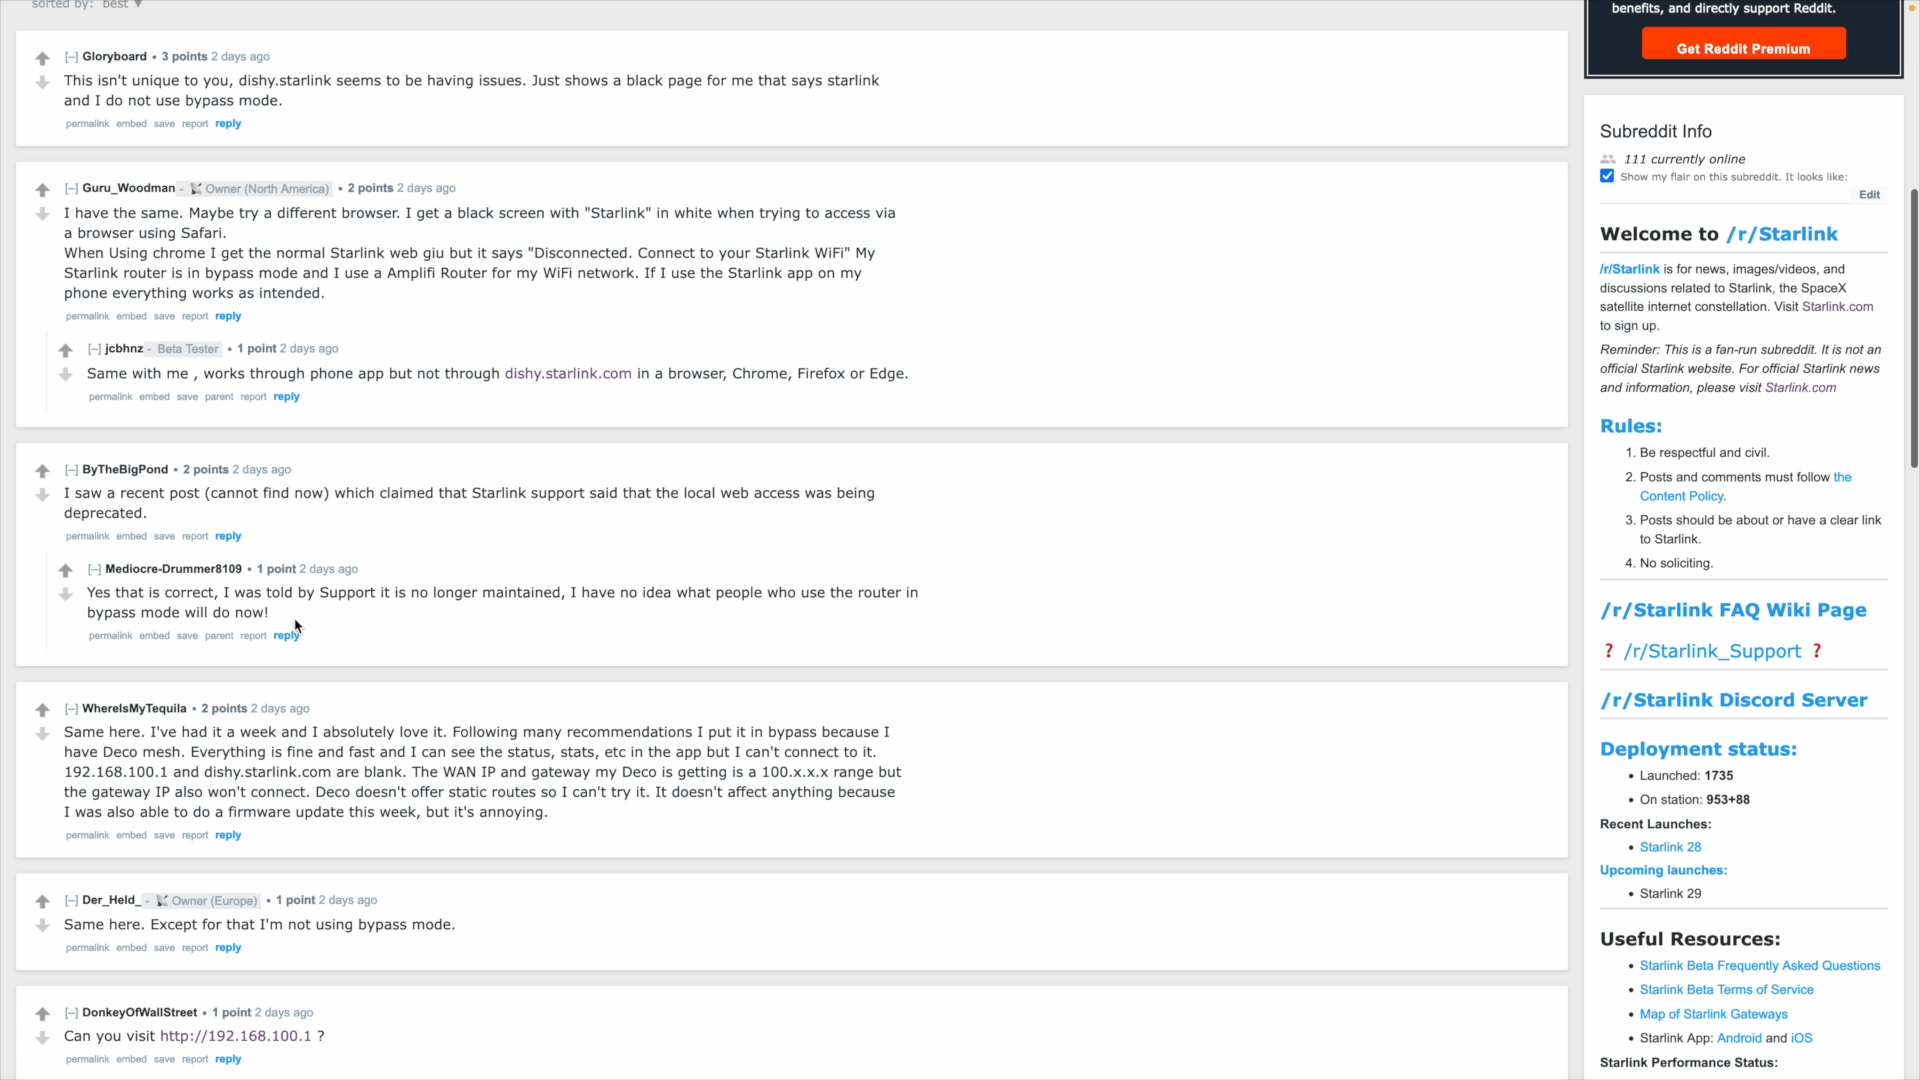 sorted by: best ▼
[–] Gloryboard • 3 points 2 days ago
This isn't unique to you, dishy.starlink seems to be having issues. Just shows a black page for me that says starlink
and I do not use bypass mode.
permalink embed save report reply
[–] Guru_Woodman - Owner (North America) • 2 points 2 days ago
I have the same. Maybe try a different browser. I get a black screen with "Starlink" in white when trying to access via
a browser using Safari.
When Using chrome I get the normal Starlink web giu but it says "Disconnected. Connect to your Starlink WiFi" My
Starlink router is in bypass mode and I use a Amplifi Router for my WiFi network. If I use the Starlink app on my
phone everything works as intended.
permalink embed save report reply
[–] jcbhnz - Beta Tester • 1 point 2 days ago
Same with me , works through phone app but not through dishy.starlink.com in a browser, Chrome, Firefox or Edge.
permalink embed save parent report reply
[–] ByTheBigPond • 2 points 2 days ago
I saw a recent post (cannot find now) which claimed that Starlink support said that the local web access was being
deprecated.
permalink embed save report reply
[–] Mediocre-Drummer8109 • 1 point 2 days ago
Yes that is correct, I was told by Support it is no longer maintained, I have no idea what people who use the router in
bypass mode will do now!
permalink embed save parent report reply
[–] WhereIsMyTequila • 2 points 2 days ago
Same here. I've had it a week and I absolutely love it. Following many recommendations I put it in bypass because I
have Deco mesh. Everything is fine and fast and I can see the status, stats, etc in the app but I can't connect to it.
192.168.100.1 and dishy.starlink.com are blank. The WAN IP and gateway my Deco is getting is a 100.x.x.x range but
the gateway IP also won't connect. Deco doesn't offer static routes so I can't try it. It doesn't affect anything because
I was also able to do a firmware update this week, but it's annoying.
permalink embed save report reply
[–] Der_Held_ - Owner (Europe) • 1 point 2 days ago
Same here. Except for that I'm not using bypass mode.
permalink embed save report reply
[–] DonkeyOfWallStreet • 1 point 2 days ago
Can you visit http://192.168.100.1 ?
permalink embed save report reply
benefits, and directly support Reddit.
Get Reddit Premium
Subreddit Info
111 currently online
Show my flair on this subreddit. It looks like:
Edit
Welcome to /r/Starlink
/r/Starlink is for news, images/videos, and
discussions related to Starlink, the SpaceX
satellite internet constellation. Visit Starlink.com
to sign up.
Reminder: This is a fan-run subreddit. It is not an
official Starlink website. For official Starlink news
and information, please visit Starlink.com
Rules:
1. Be respectful and civil.
2. Posts and comments must follow the
Content Policy.
3. Posts should be about or have a clear link
to Starlink.
4. No soliciting.
/r/Starlink FAQ Wiki Page
? /r/Starlink_Support ?
/r/Starlink Discord Server
Deployment status:
• Launched: 1735
• On station: 953+88
Recent Launches:
• Starlink 28
Upcoming launches:
• Starlink 29
Useful Resources:
• Starlink Beta Frequently Asked Questions
• Starlink Beta Terms of Service
• Map of Starlink Gateways
• Starlink App: Android and iOS
Starlink Performance Status: